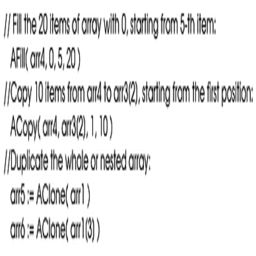 // Fill the 20 items of array with 0, starting from 5-th item:
AFill( arr4, 0, 5, 20 )
//Copy 10 items from arr4 to arr3(2), starting from the first position:
ACopy( arr4, arr3(2), 1, 10 )
//Duplicate the whole or nested array:
arr5 := AClone( arr1 )
arr6 := AClone( arr1(3) )